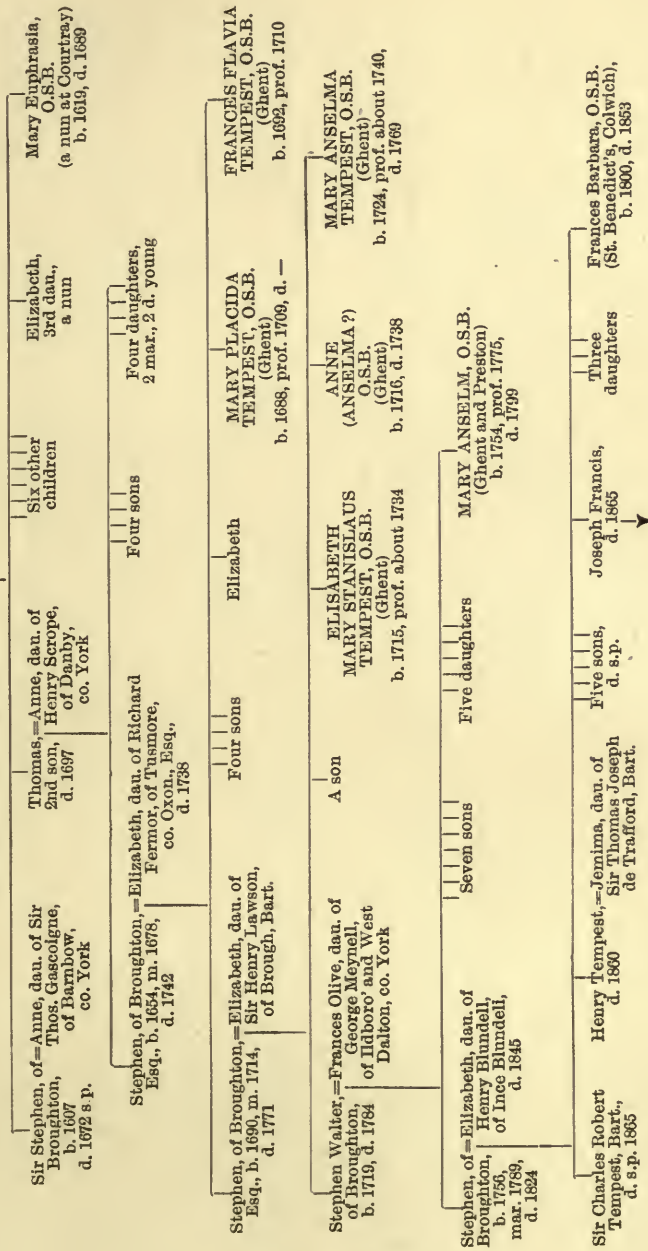 Sir Stephen, of=Anne, dau. of Sir
Broughton, Thos. Gascoigne,
b. 1607 of Barnbow,
d. 1672 s.p. co. York
Thomas,=Anne, dau. of
2nd son, Henry Scrope,
d. 1697 of Danby,
co. York
Six other
children
Elizabeth,
3rd dau.,
a nun
Mary Euphrasia,
O.S.B.
(a nun at Courtray)
b. 1619, d. 1689
Stephen, of Broughton,=Elizabeth, dau. of Richard
Esq., b. 1654, m. 1678, Fermor, of Tusmore,
d. 1742 co. Oxon., Esq.,
d. 1738
Four sons
Four daughters,
2 mar., 2 d. young
Stephen, of Broughton,=Elizabeth, dau. of
Esq., b. 1690, m. 1714, Sir Henry Lawson,
d. 1771 of Brough, Bart.
Four sons
Elizabeth
MARY PLACIDA
TEMPEST, O.S.B.
(Ghent)
b. 1688, prof. 1709, d. —
FRANCES FLAVIA
TEMPEST, O.S.B.
(Ghent)
b. 1692, prof. 1710
Stephen Walter,=Frances Olive, dau. of
of Broughton, George Meynell,
b. 1719, d. 1784 of Ildboro' and West
Dalton, co. York
A son
ELISABETH
MARY STANISLAUS
TEMPEST, O.S.B.
(Ghent)
b. 1715, prof. about 1734
ANNE
(ANSELMA?)
O.S.B.
(Ghent)
b. 1716, d. 1738
MARY ANSELMA
TEMPEST, O.S.B.
(Ghent)
b. 1724, prof. about 1740,
d. 1769
Stephen, of=Elizabeth, dau. of
Broughton, Henry Blundell,
b. 1756, of Ince Blundell,
mar. 1789, d. 1845
d. 1824
Seven sons
Five daughters
MARY ANSELM, O.S.B.
(Ghent and Preston)
b. 1754, prof. 1775,
d. 1799
Sir Charles Robert
Tempest, Bart.,
d. s.p. 1865
Henry Tempest,=Jemima, dau. of
d. 1860 Sir Thomas Joseph
de Trafford, Bart.
Five sons,
d. s.p.
Joseph Francis,
d. 1865
Three
daughters
Frances Barbara, O.S.B.
(St. Benedict's, Colwich),
b. 1800, d. 1853